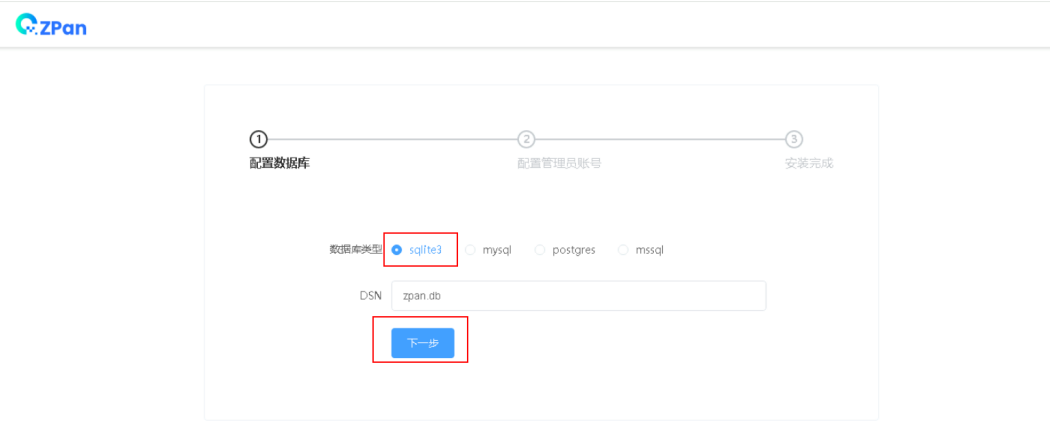 ZPan
1 2 3
配置数据库 配置管理员账号 安装完成
数据库类型 sqlite3 mysql postgres mssql
DSN zpan.db
下一步